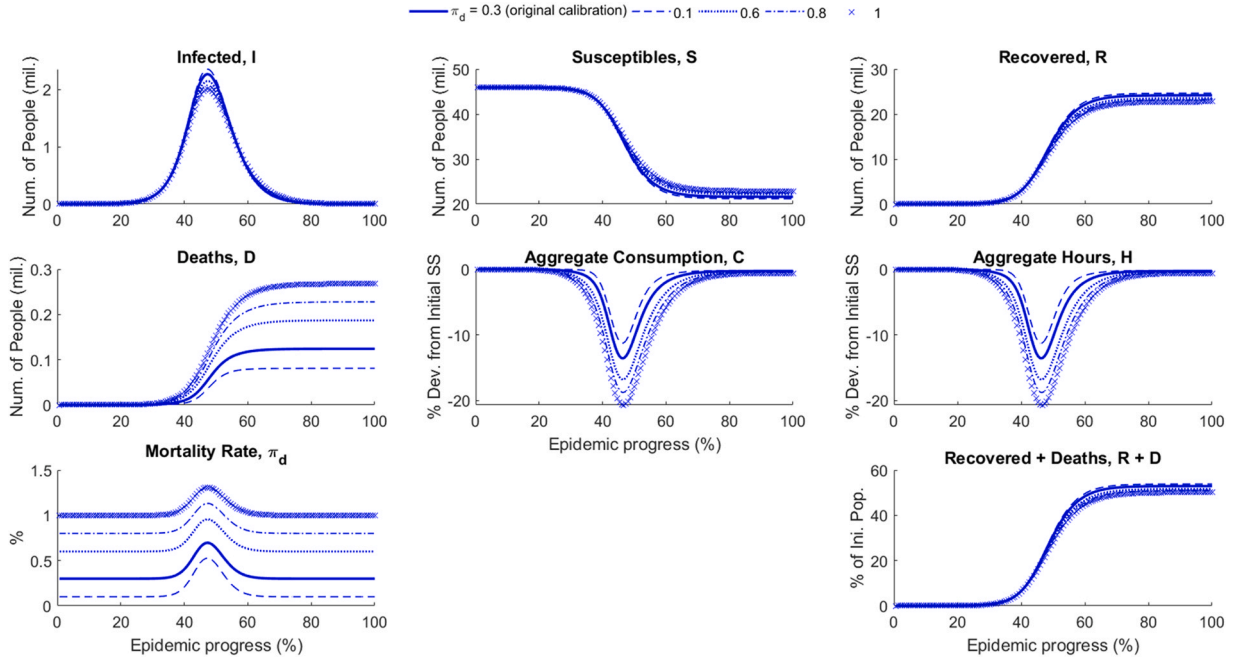 π_d = 0.3 (original calibration) 0.1 0.6 0.8 1
Infected, I
Num. of People (mil.)
2
1
0
0 20 40 60 80 100
Susceptibles, S
Num. of People (mil.)
50
40
30
20
0 20 40 60 80 100
Recovered, R
Num. of People (mil.)
30
20
10
0
0 20 40 60 80 100
Deaths, D
Num. of People (mil.)
0.3
0.2
0.1
0
0 20 40 60 80 100
Aggregate Consumption, C
% Dev. from Initial SS
0
-10
-20
0 20 40 60 80 100
Epidemic progress (%)
Aggregate Hours, H
% Dev. from Initial SS
0
-10
-20
0 20 40 60 80 100
Mortality Rate, π_d
%
1.5
1
0.5
0
0 20 40 60 80 100
Epidemic progress (%)
Recovered + Deaths, R + D
% of Ini. Pop.
60
40
20
0
0 20 40 60 80 100
Epidemic progress (%)